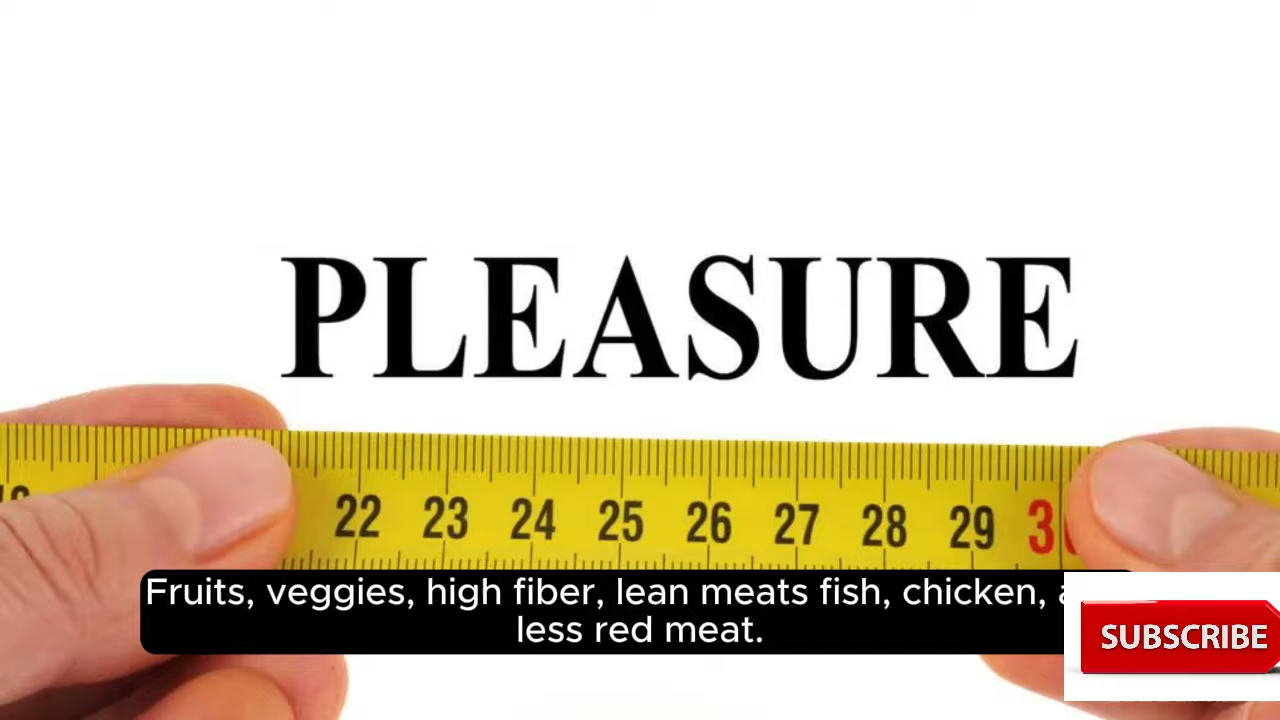 PLEASURE
22 23 24 25 26 27 28 29
Fruits, veggies, high fiber, lean meats fish, chicken,
less red meat.
SUBSCRIBE